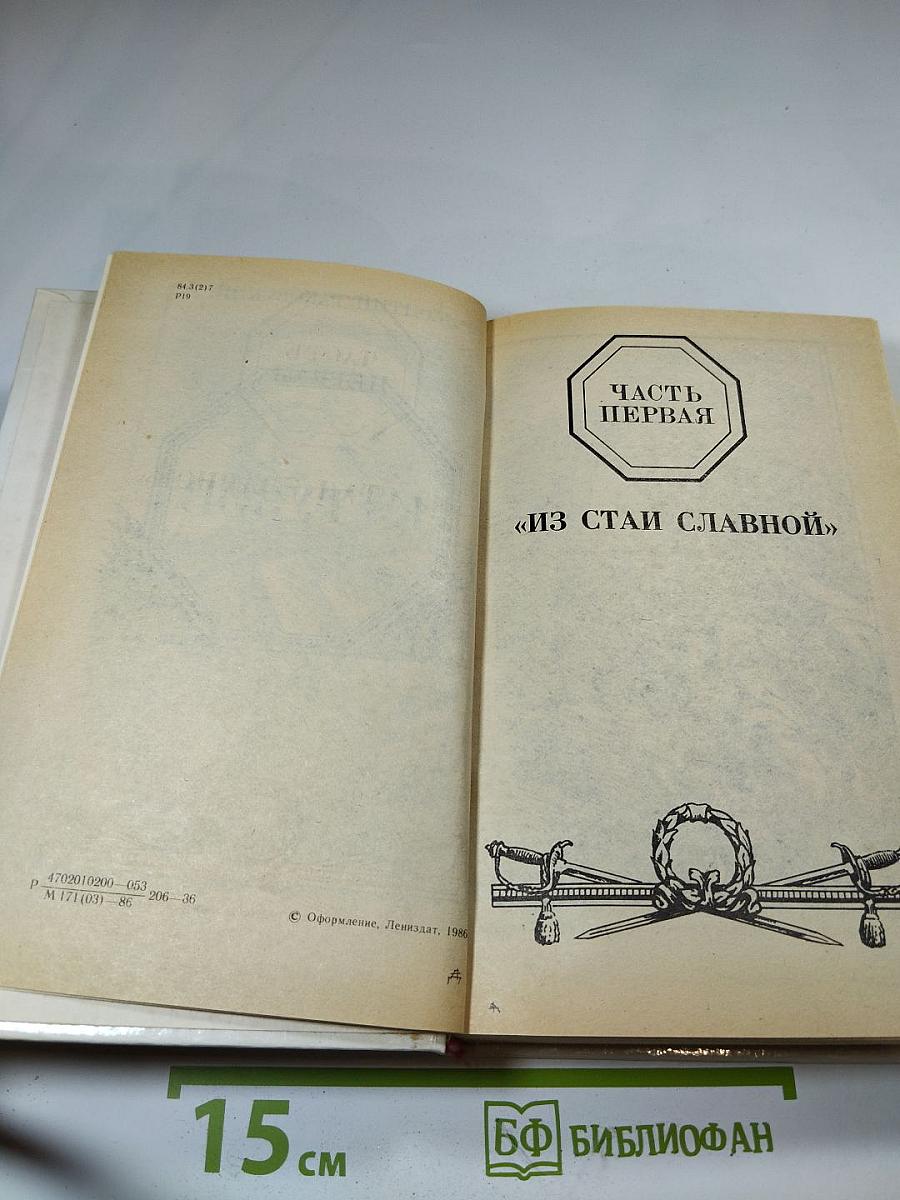 84.3(2)7
Р19
Р 4702010200—053
М 171(03)—86 206—36
© Оформление, Лениздат, 1986
ЧАСТЬ
ПЕРВАЯ
«ИЗ СТАИ СЛАВНОЙ»
15 см
БФ БИБЛИОФАН